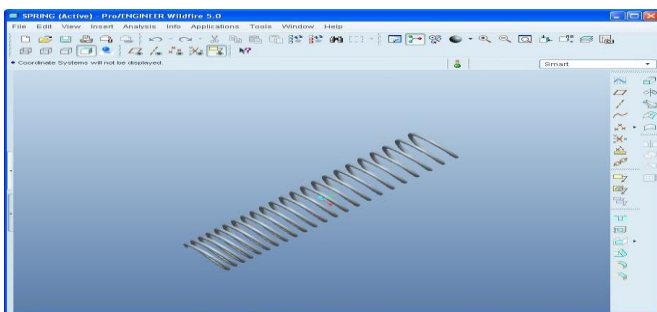 SPRING (Active) - Pro/ENGINEER Wildfire 5.0
File Edit View Insert Analysis Info Applications Tools Window Help
• Coordinate Systems will not be displayed.
Smart